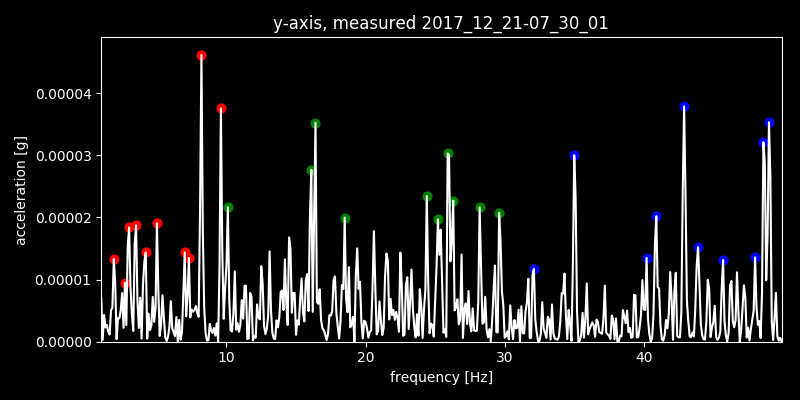 y-axis, measured 2017_12_21-07_30_01
acceleration [g]
0.00004
0.00003
0.00002
0.00001
0.00000
10 20 30 40
frequency [Hz]